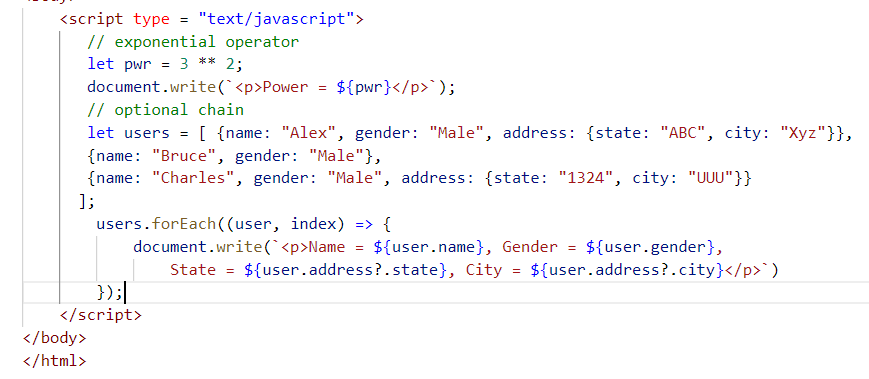 <script type = "text/javascript">
// exponential operator
let pwr = 3 ** 2;
document.write(`<p>Power = ${pwr}</p>`);
// optional chain
let users = [ {name: "Alex", gender: "Male", address: {state: "ABC", city: "Xyz"}},
{name: "Bruce", gender: "Male"},
{name: "Charles", gender: "Male", address: {state: "1324", city: "UUU"}}
];
users.forEach((user, index) => {
document.write(`<p>Name = ${user.name}, Gender = ${user.gender},
State = ${user.address?.state}, City = ${user.address?.city}</p>`)
});
</script>
</body>
</html>